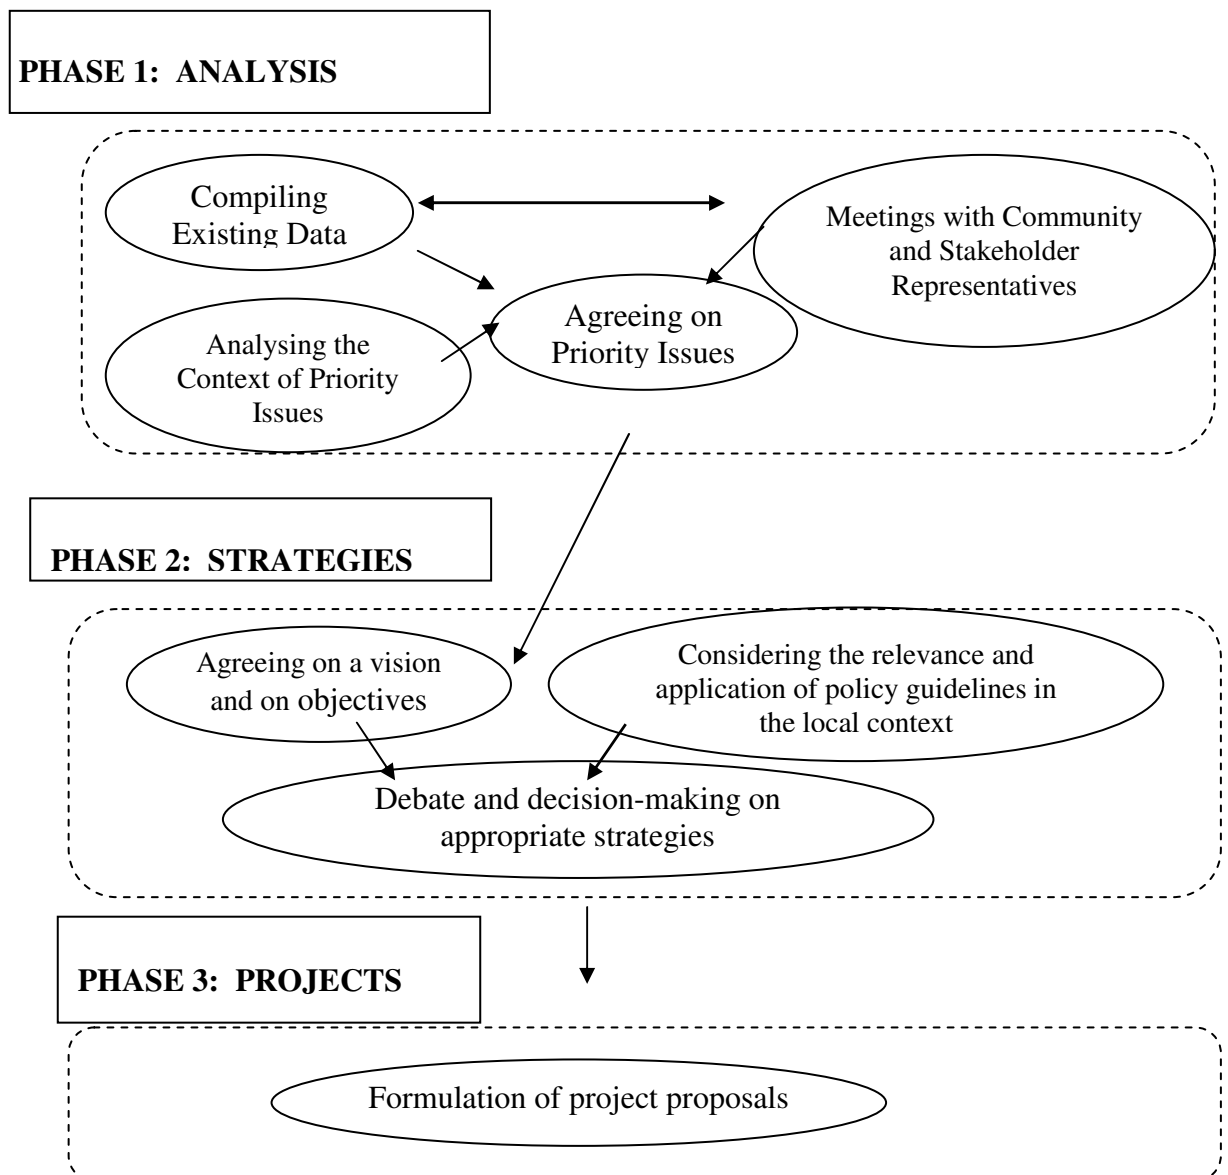 PHASE 1: ANALYSIS
Compiling
Existing Data
Meetings with Community
and Stakeholder
Representatives
Agreeing on
Priority Issues
Analysing the
Context of Priority
Issues
PHASE 2: STRATEGIES
Agreeing on a vision
and on objectives
Considering the relevance and
application of policy guidelines in
the local context
Debate and decision-making on
appropriate strategies
PHASE 3: PROJECTS
Formulation of project proposals